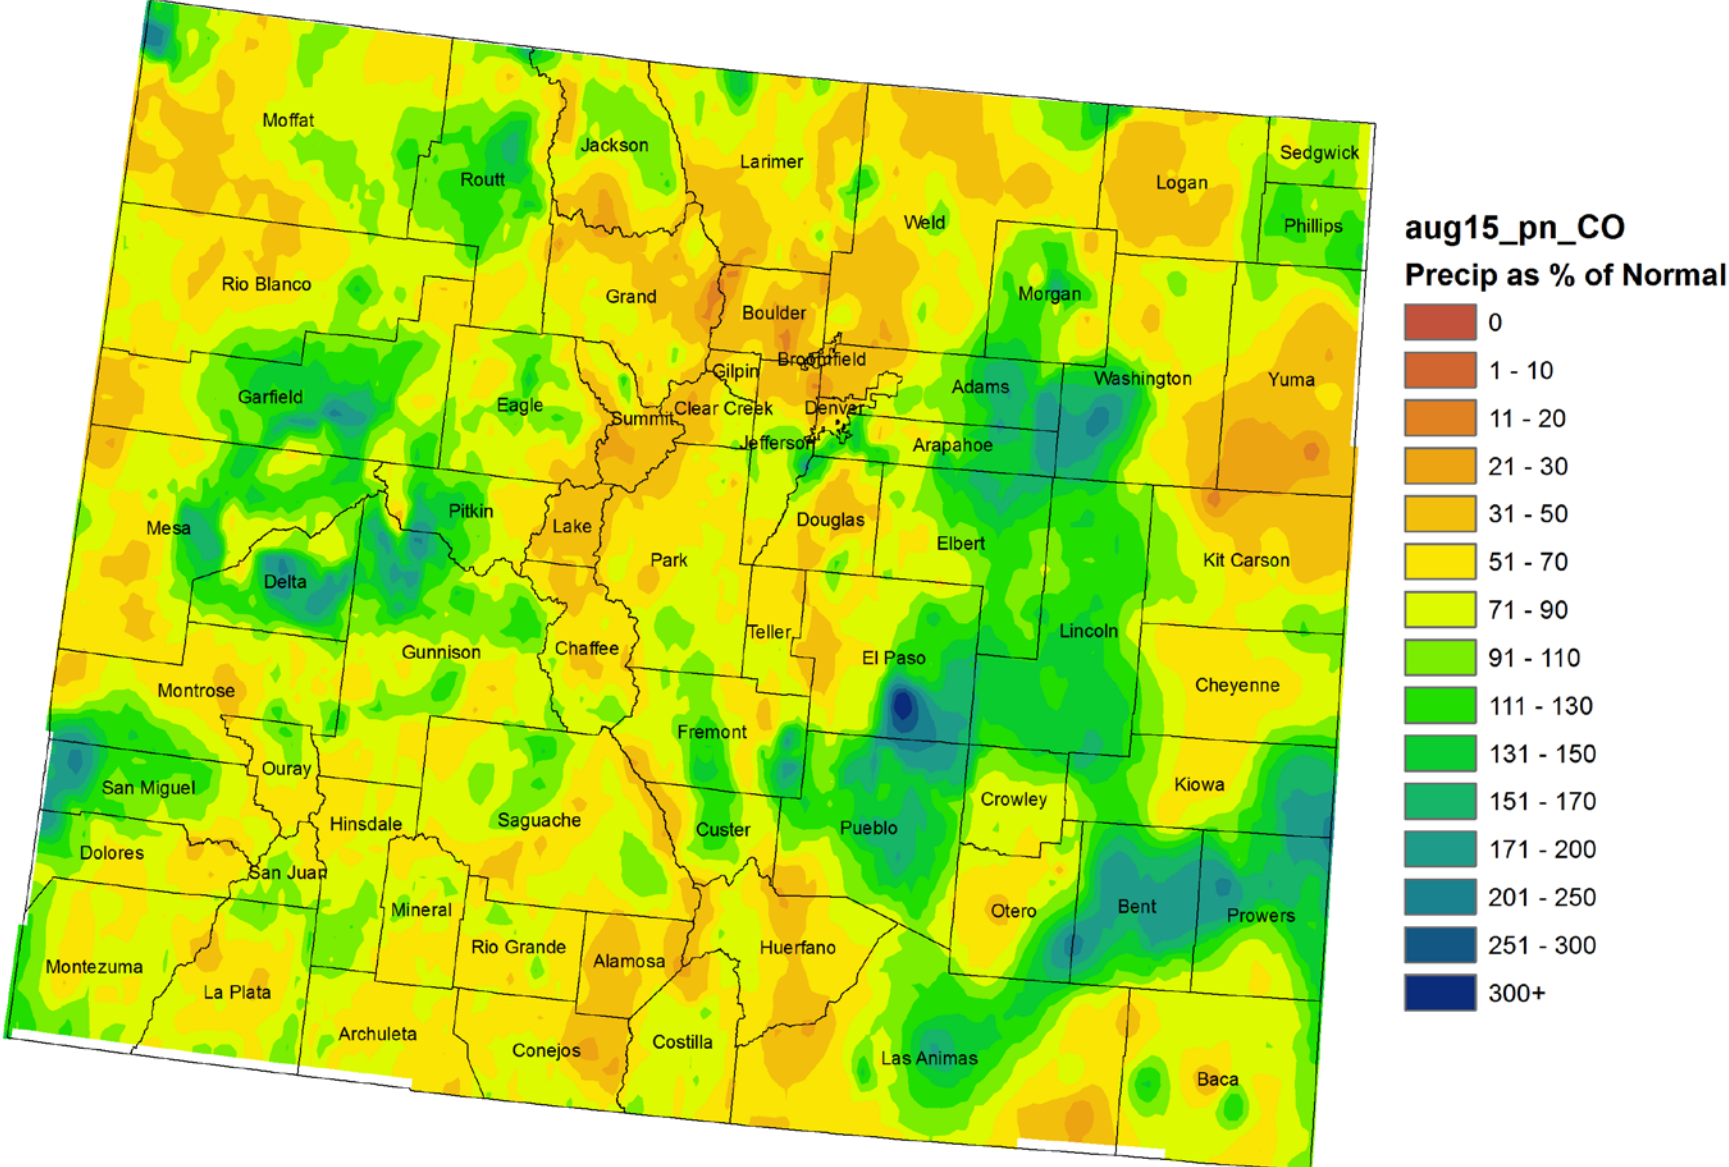 Moffat
Routt
Jackson
Larimer
Weld
Logan
Sedgwick
Phillips
Rio Blanco
Grand
Boulder
Morgan
Broomfield
Gilpin
Garfield
Eagle
Summit
Clear Creek
Denver
Jefferson
Adams
Arapahoe
Washington
Yuma
Mesa
Pitkin
Lake
Park
Douglas
Elbert
Kit Carson
Delta
Gunnison
Chaffee
Teller
El Paso
Lincoln
Cheyenne
Montrose
Fremont
Ouray
San Miguel
Hinsdale
Saguache
Custer
Pueblo
Crowley
Kiowa
Dolores
San Juan
Mineral
Rio Grande
Alamosa
Huerfano
Otero
Bent
Prowers
Montezuma
La Plata
Archuleta
Conejos
Costilla
Las Animas
Baca
aug15_pn_CO
Precip as % of Normal
0
1 - 10
11 - 20
21 - 30
31 - 50
51 - 70
71 - 90
91 - 110
111 - 130
131 - 150
151 - 170
171 - 200
201 - 250
251 - 300
300+